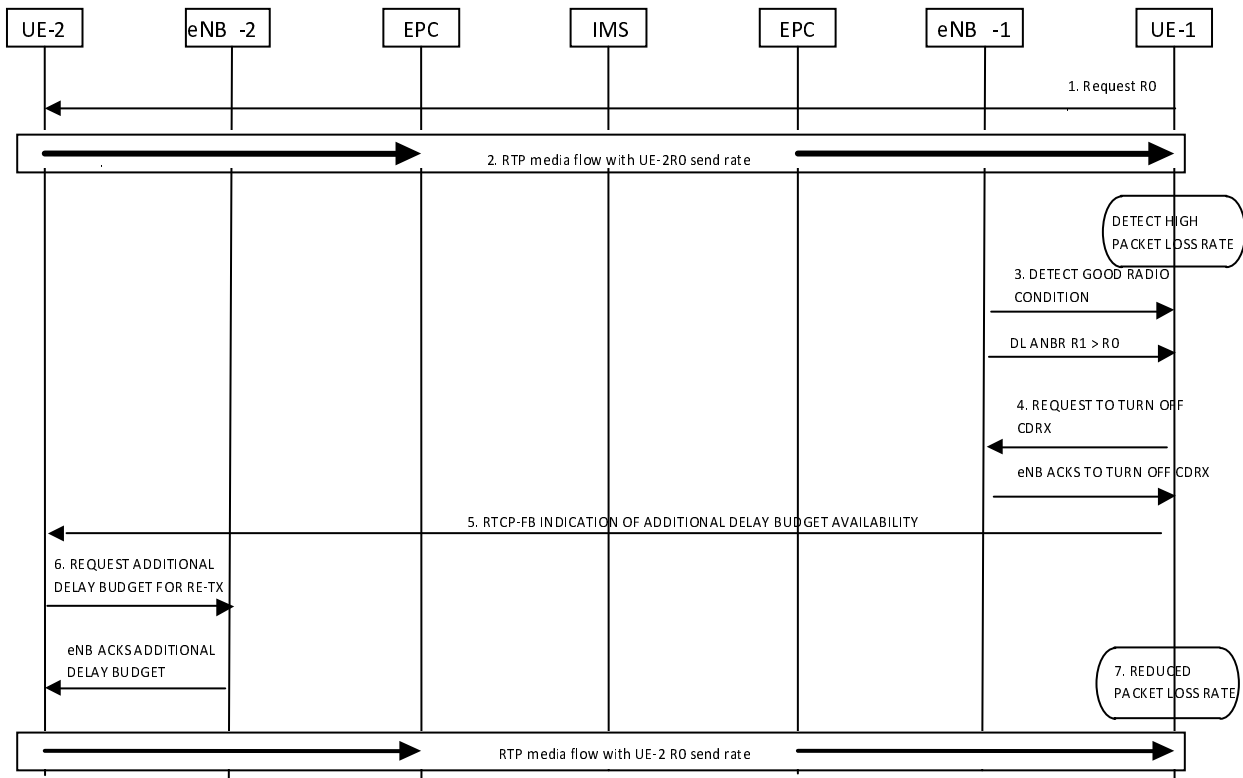 UE-2
eNB -2
EPC
IMS
EPC
eNB -1
UE-1
1. Request R0
2. RTP media flow with UE-2R0 send rate
DETECT HIGH
PACKET LOSS RATE
3. DETECT GOOD RADIO
CONDITION
DL ANBR R1 > R0
4. REQUEST TO TURN OFF
CDRX
eNB ACKS TO TURN OFF CDRX
5. RTCP-FB INDICATION OF ADDITIONAL DELAY BUDGET AVAILABILITY
6. REQUEST ADDITIONAL
DELAY BUDGET FOR RE-TX
eNB ACKS ADDITIONAL
DELAY BUDGET
7. REDUCED
PACKET LOSS RATE
RTP media flow with UE-2 R0 send rate